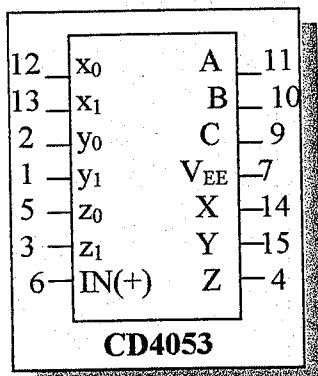 12 x₀ A 11
13 x₁ B 10
2 y₀ C 9
1 y₁ V_EE 7
5 z₀ X 14
3 z₁ Y 15
6 IN(+) Z 4
CD4053